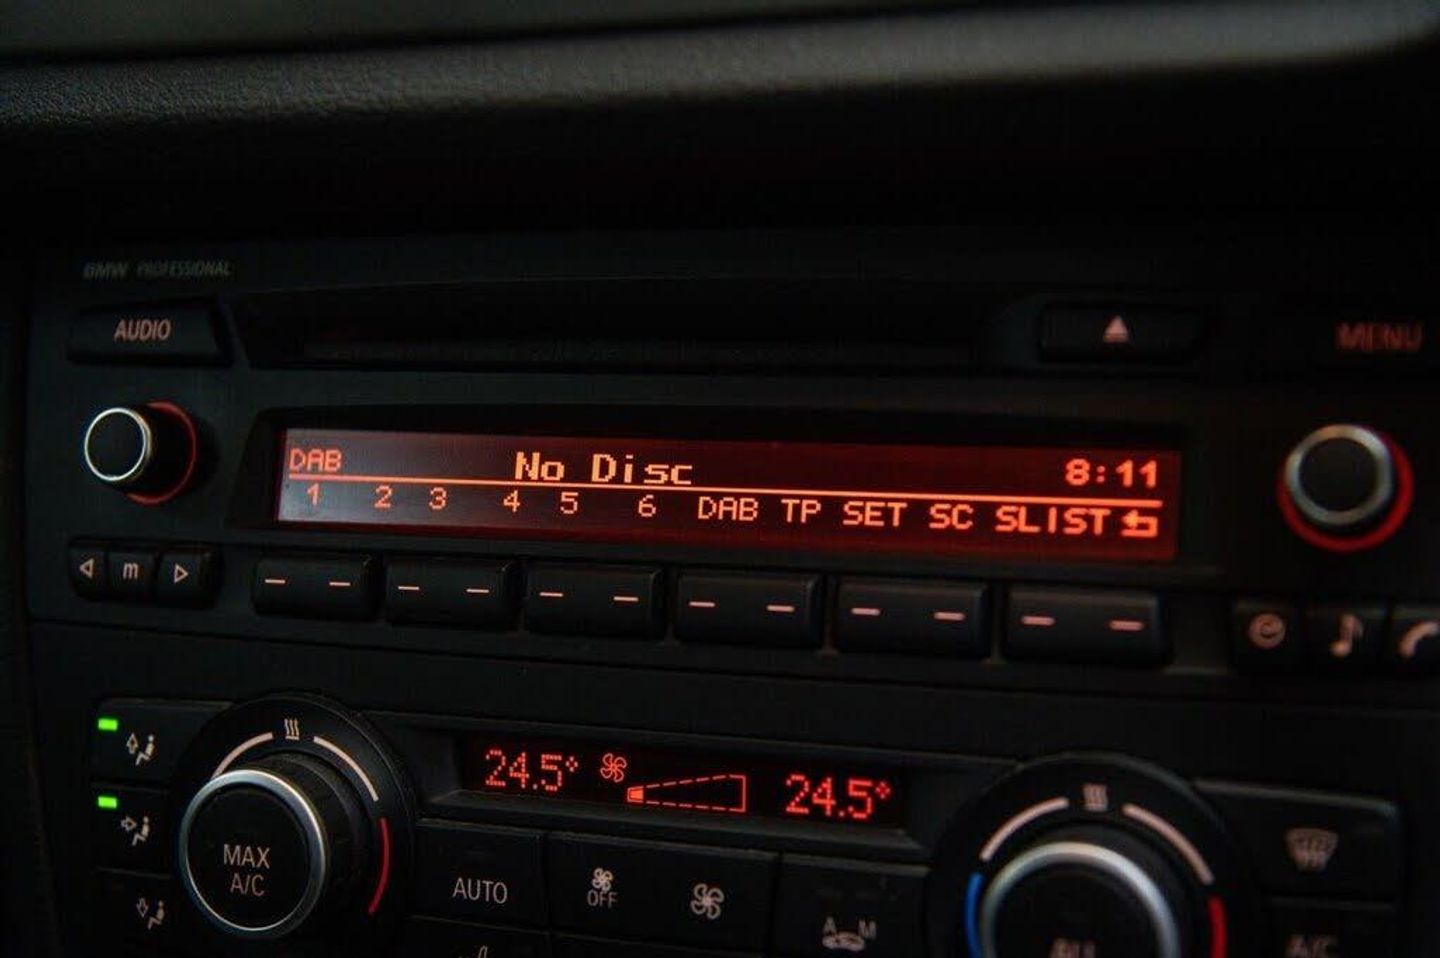 BMW PROFESSIONAL
AUDIO
MENU
DAB No Disc 8:11
1 2 3 4 5 6 DAB TP SET SC SLIST
m
24.5° 24.5°
MAX
A/C
AUTO
OFF
A M
ALL
A/C